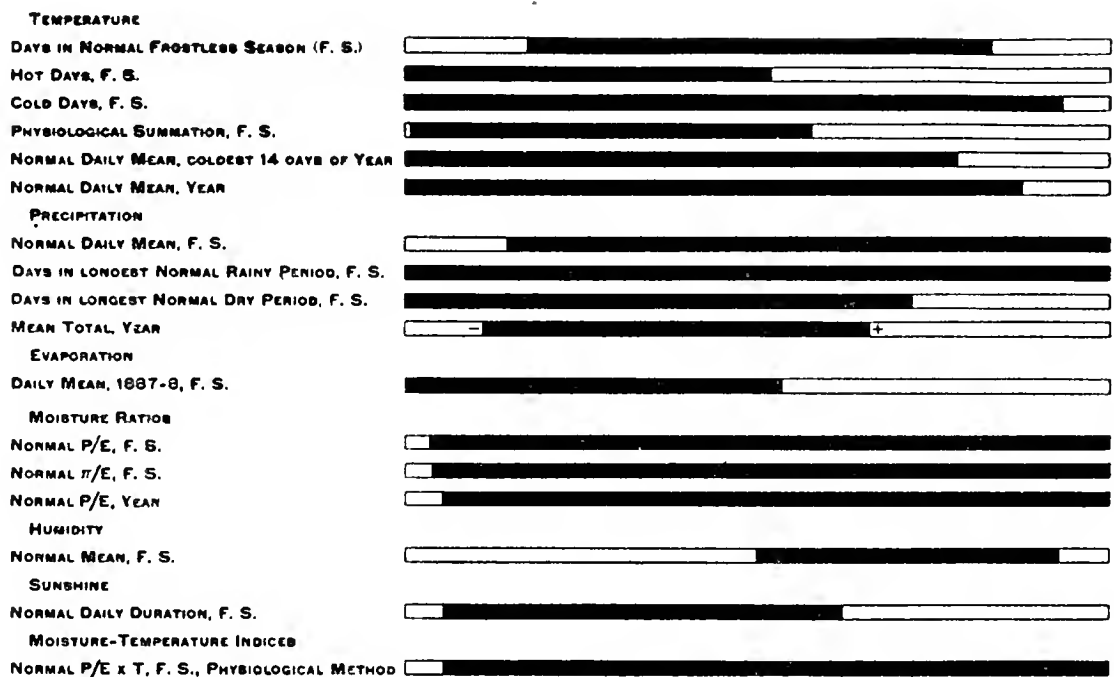 TEMPERATURE
DAYS IN NORMAL FROSTLESS SEASON (F. S.)
HOT DAYS, F. S.
COLD DAYS, F. S.
PHYSIOLOGICAL SUMMATION, F. S.
NORMAL DAILY MEAN, COLDEST 14 DAYS OF YEAR
NORMAL DAILY MEAN, YEAR
PRECIPITATION
NORMAL DAILY MEAN, F. S.
DAYS IN LONGEST NORMAL RAINY PERIOD, F. S.
DAYS IN LONGEST NORMAL DRY PERIOD, F. S.
MEAN TOTAL, YEAR − +
EVAPORATION
DAILY MEAN, 1887-8, F. S.
MOISTURE RATIOS
NORMAL P/E, F. S.
NORMAL π/E, F. S.
NORMAL P/E, YEAR
HUMIDITY
NORMAL MEAN, F. S.
SUNSHINE
NORMAL DAILY DURATION, F. S.
MOISTURE-TEMPERATURE INDICES
NORMAL P/E X T, F. S., PHYSIOLOGICAL METHOD